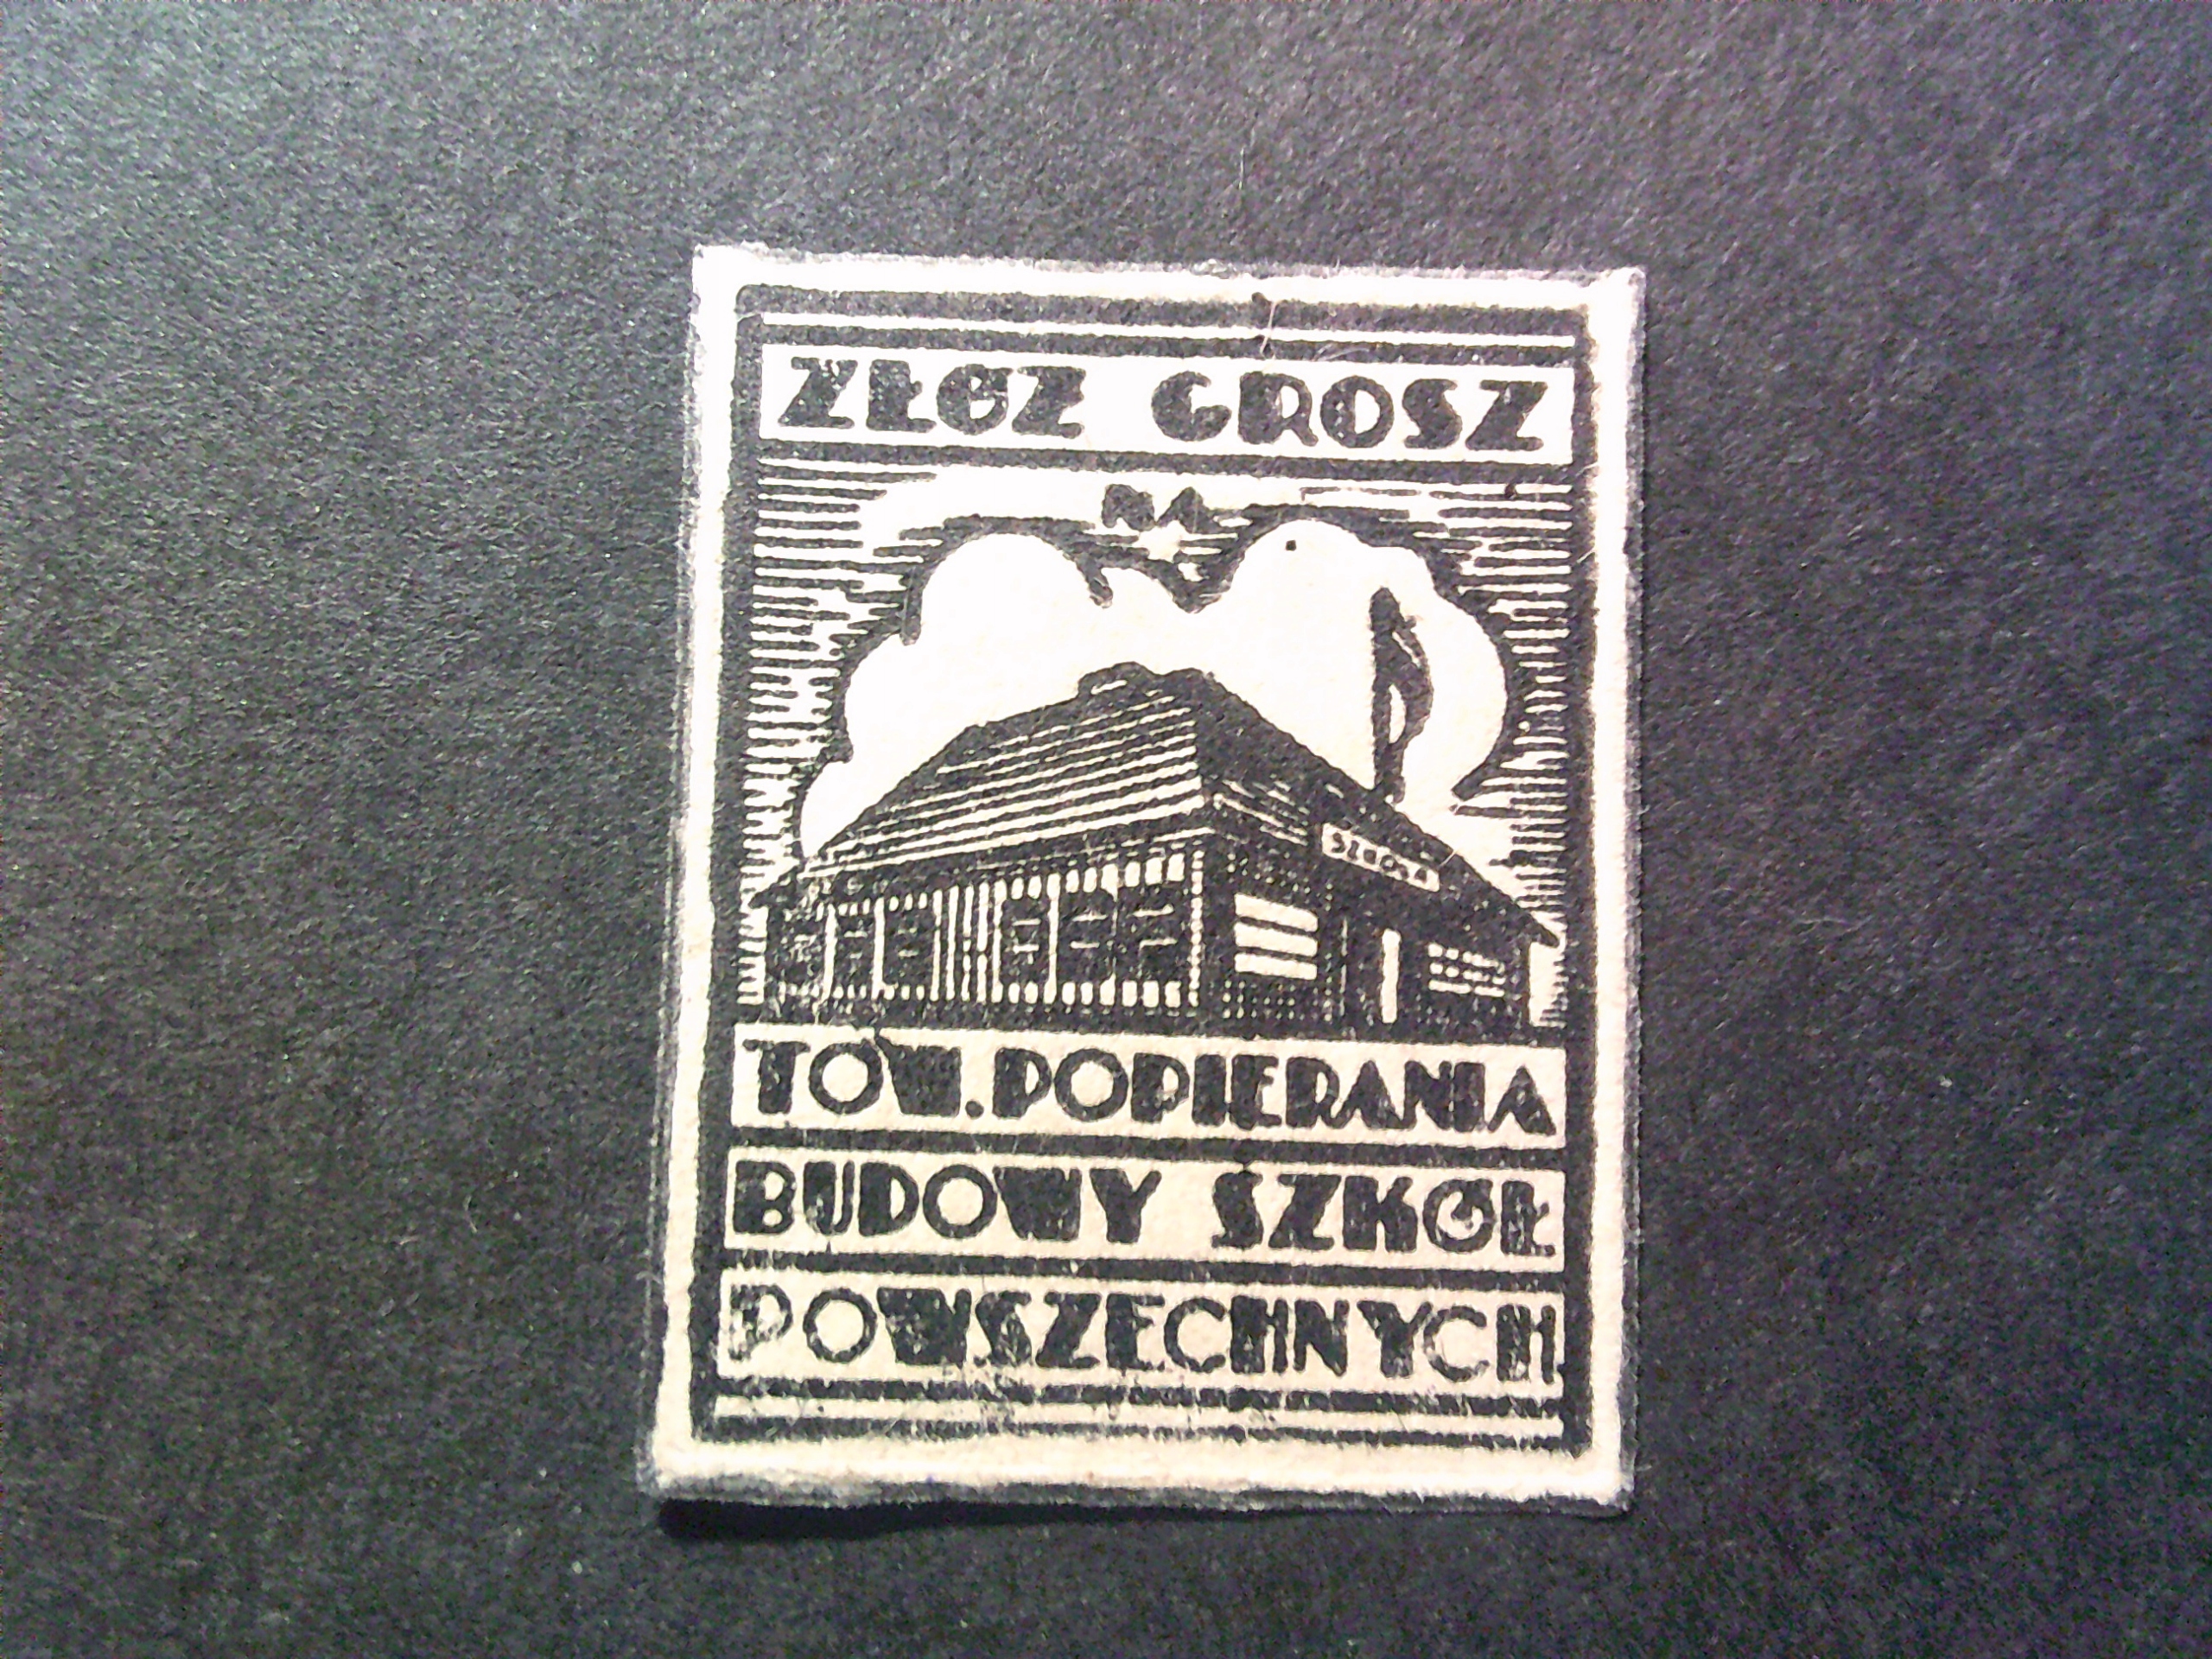 ZŁÓŻ GROSZ
NA
SZKOŁA
TOW. POPIERANIA
BUDOWY SZKÓŁ
POWSZECHNYCH